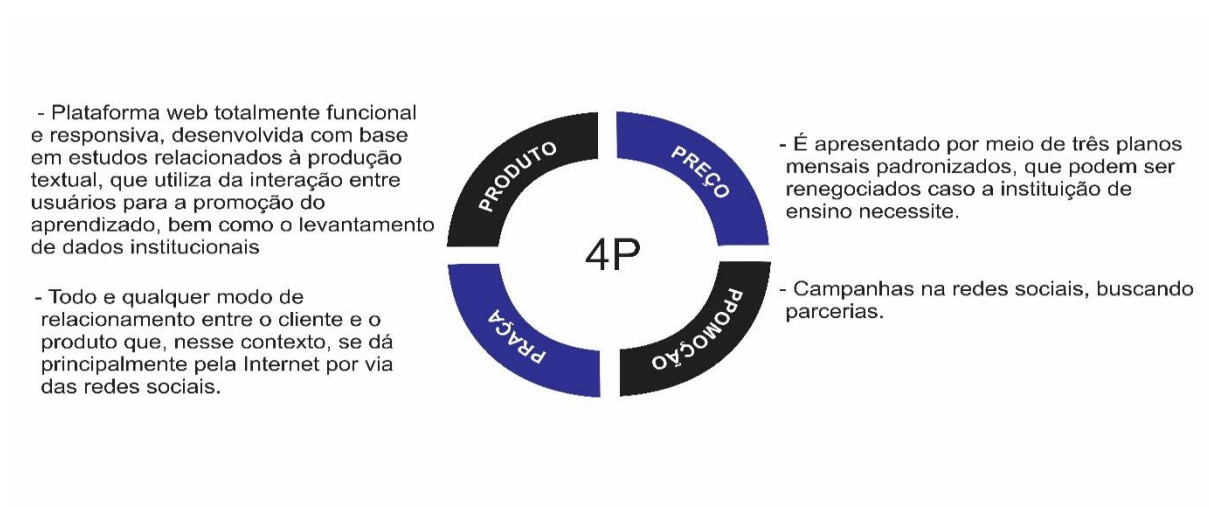 - Plataforma web totalmente funcional
e responsiva, desenvolvida com base
em estudos relacionados à produção
textual, que utiliza da interação entre
usuários para a promoção do
aprendizado, bem como o levantamento
de dados institucionais
- Todo e qualquer modo de
relacionamento entre o cliente e o
produto que, nesse contexto, se dá
principalmente pela Internet por via
das redes sociais.
PRODUTO
PREÇO
4P
PRAÇA
PPOMOÇÃO
- É apresentado por meio de três planos
mensais padronizados, que podem ser
renegociados caso a instituição de
ensino necessite.
- Campanhas na redes sociais, buscando
parcerias.